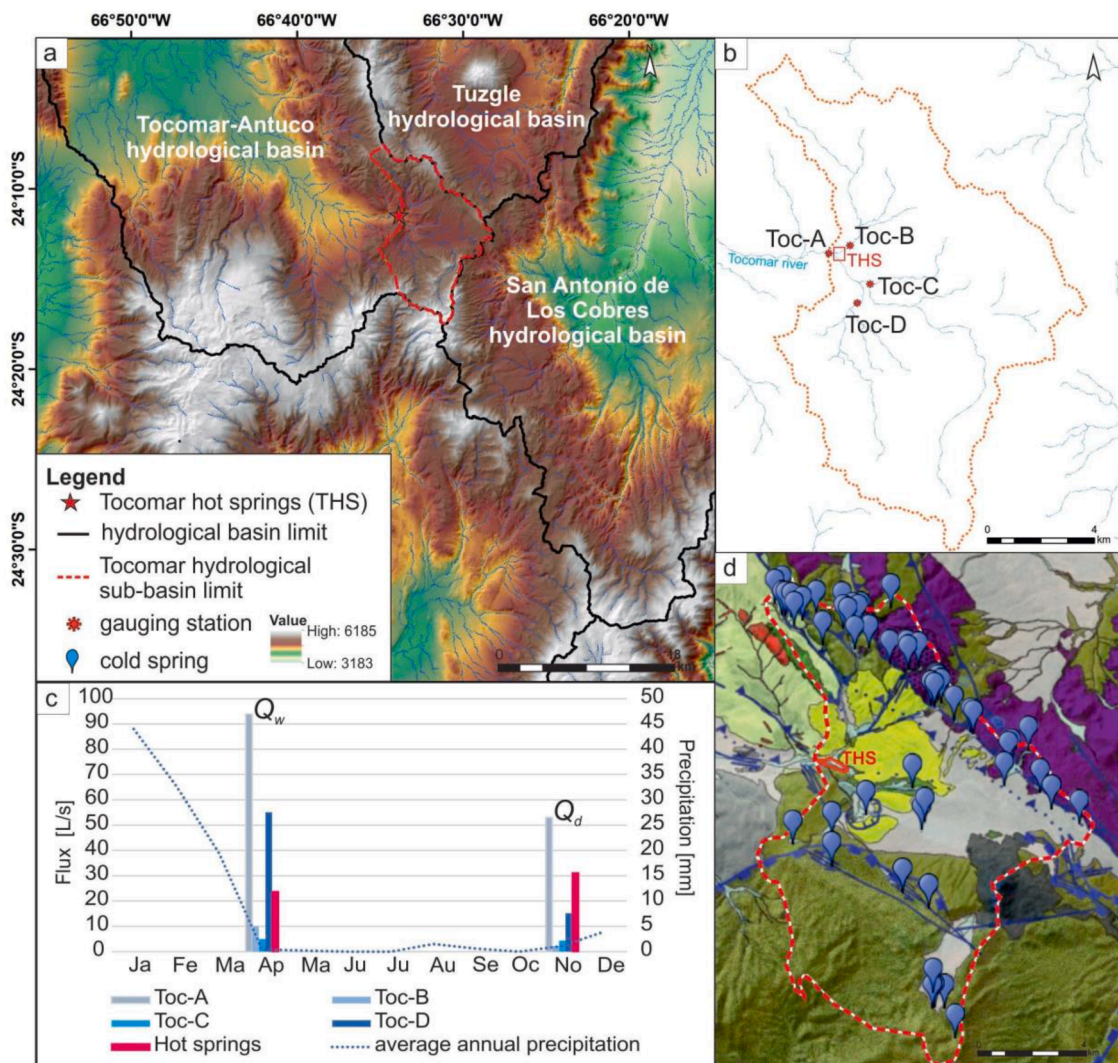 66°50'0"W 66°40'0"W 66°30'0"W 66°20'0"W
a
N
Tuzgle
hydrological basin
Tocomar-Antuco
hydrological basin
24°10'0"S
San Antonio de
Los Cobres
hydrological basin
24°20'0"S
24°30'0"S
Legend
Tocomar hot springs (THS)
hydrological basin limit
Tocomar hydrological
sub-basin limit
gauging station
cold spring
Value
High: 6185
Low: 3183
0 18
km
b
Toc-A
Toc-B
Tocomar river
THS
Toc-C
Toc-D
0 4
km
c
Flux [L/s]
100
90
80
70
60
50
40
30
20
10
0
Qw
Qd
50
45
40
35
30
25
20
15
10
5
0
Precipitation [mm]
Ja Fe Ma Ap Ma Ju Ju Au Se Oc No De
Toc-A Toc-B
Toc-C Toc-D
Hot springs average annual precipitation
d
THS
0 4
km